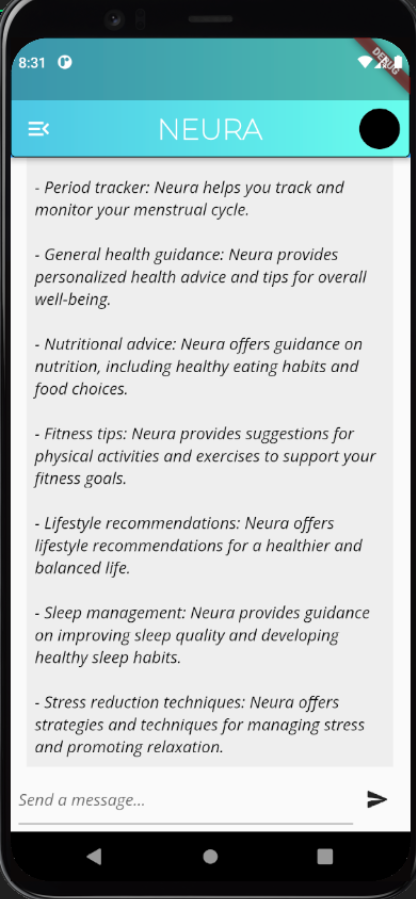 8:31
DEBUG
NEURA
- Period tracker: Neura helps you track and
monitor your menstrual cycle.
- General health guidance: Neura provides
personalized health advice and tips for overall
well-being.
- Nutritional advice: Neura offers guidance on
nutrition, including healthy eating habits and
food choices.
- Fitness tips: Neura provides suggestions for
physical activities and exercises to support your
fitness goals.
- Lifestyle recommendations: Neura offers
lifestyle recommendations for a healthier and
balanced life.
- Sleep management: Neura provides guidance
on improving sleep quality and developing
healthy sleep habits.
- Stress reduction techniques: Neura offers
strategies and techniques for managing stress
and promoting relaxation.
Send a message...